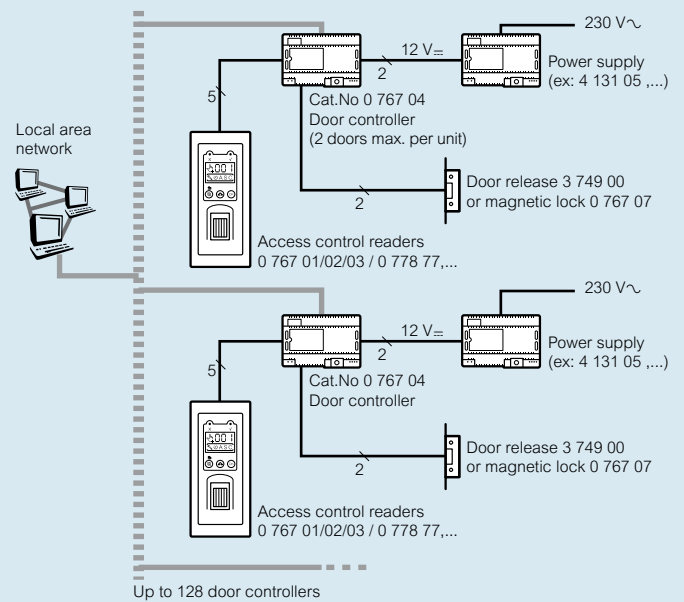 230 V∿
12 V⎓
2
Power supply
(ex: 4 131 05 ,...)
5
Cat.No 0 767 04
Door controller
(2 doors max. per unit)
Local area
network
2
Door release 3 749 00
or magnetic lock 0 767 07
Access control readers
0 767 01/02/03 / 0 778 77,...
230 V∿
12 V⎓
2
Power supply
(ex: 4 131 05 ,...)
5
Cat.No 0 767 04
Door controller
2
Door release 3 749 00
or magnetic lock 0 767 07
Access control readers
0 767 01/02/03 / 0 778 77,...
Up to 128 door controllers